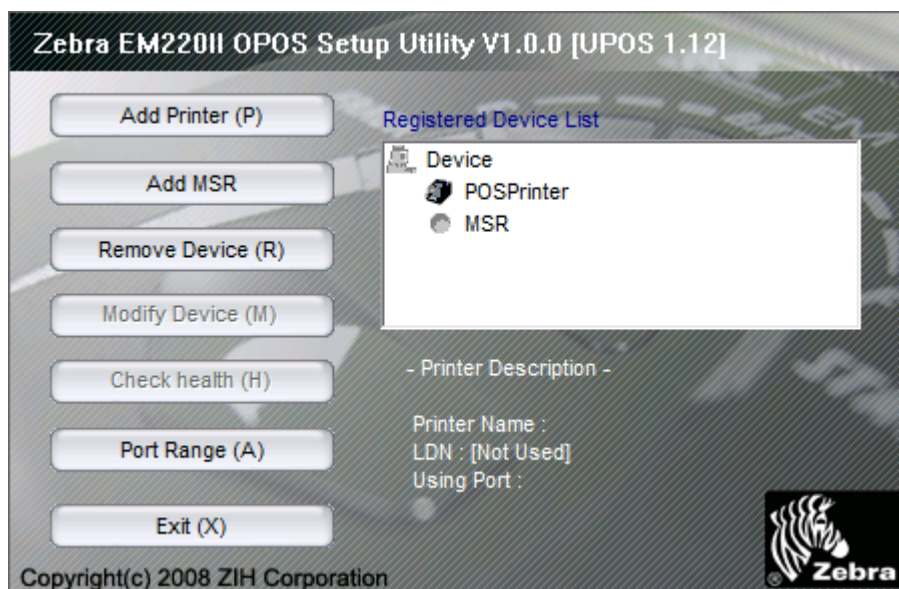 Zebra EM220II OPOS Setup Utility V1.0.0 [UPOS 1.12]
Add Printer (P)
Add MSR
Remove Device (R)
Modify Device (M)
Check health (H)
Port Range (A)
Exit (X)
Registered Device List
Device
POSPrinter
MSR
- Printer Description -
Printer Name :
LDN : [Not Used]
Using Port :
Copyright(c) 2008 ZIH Corporation
Zebra